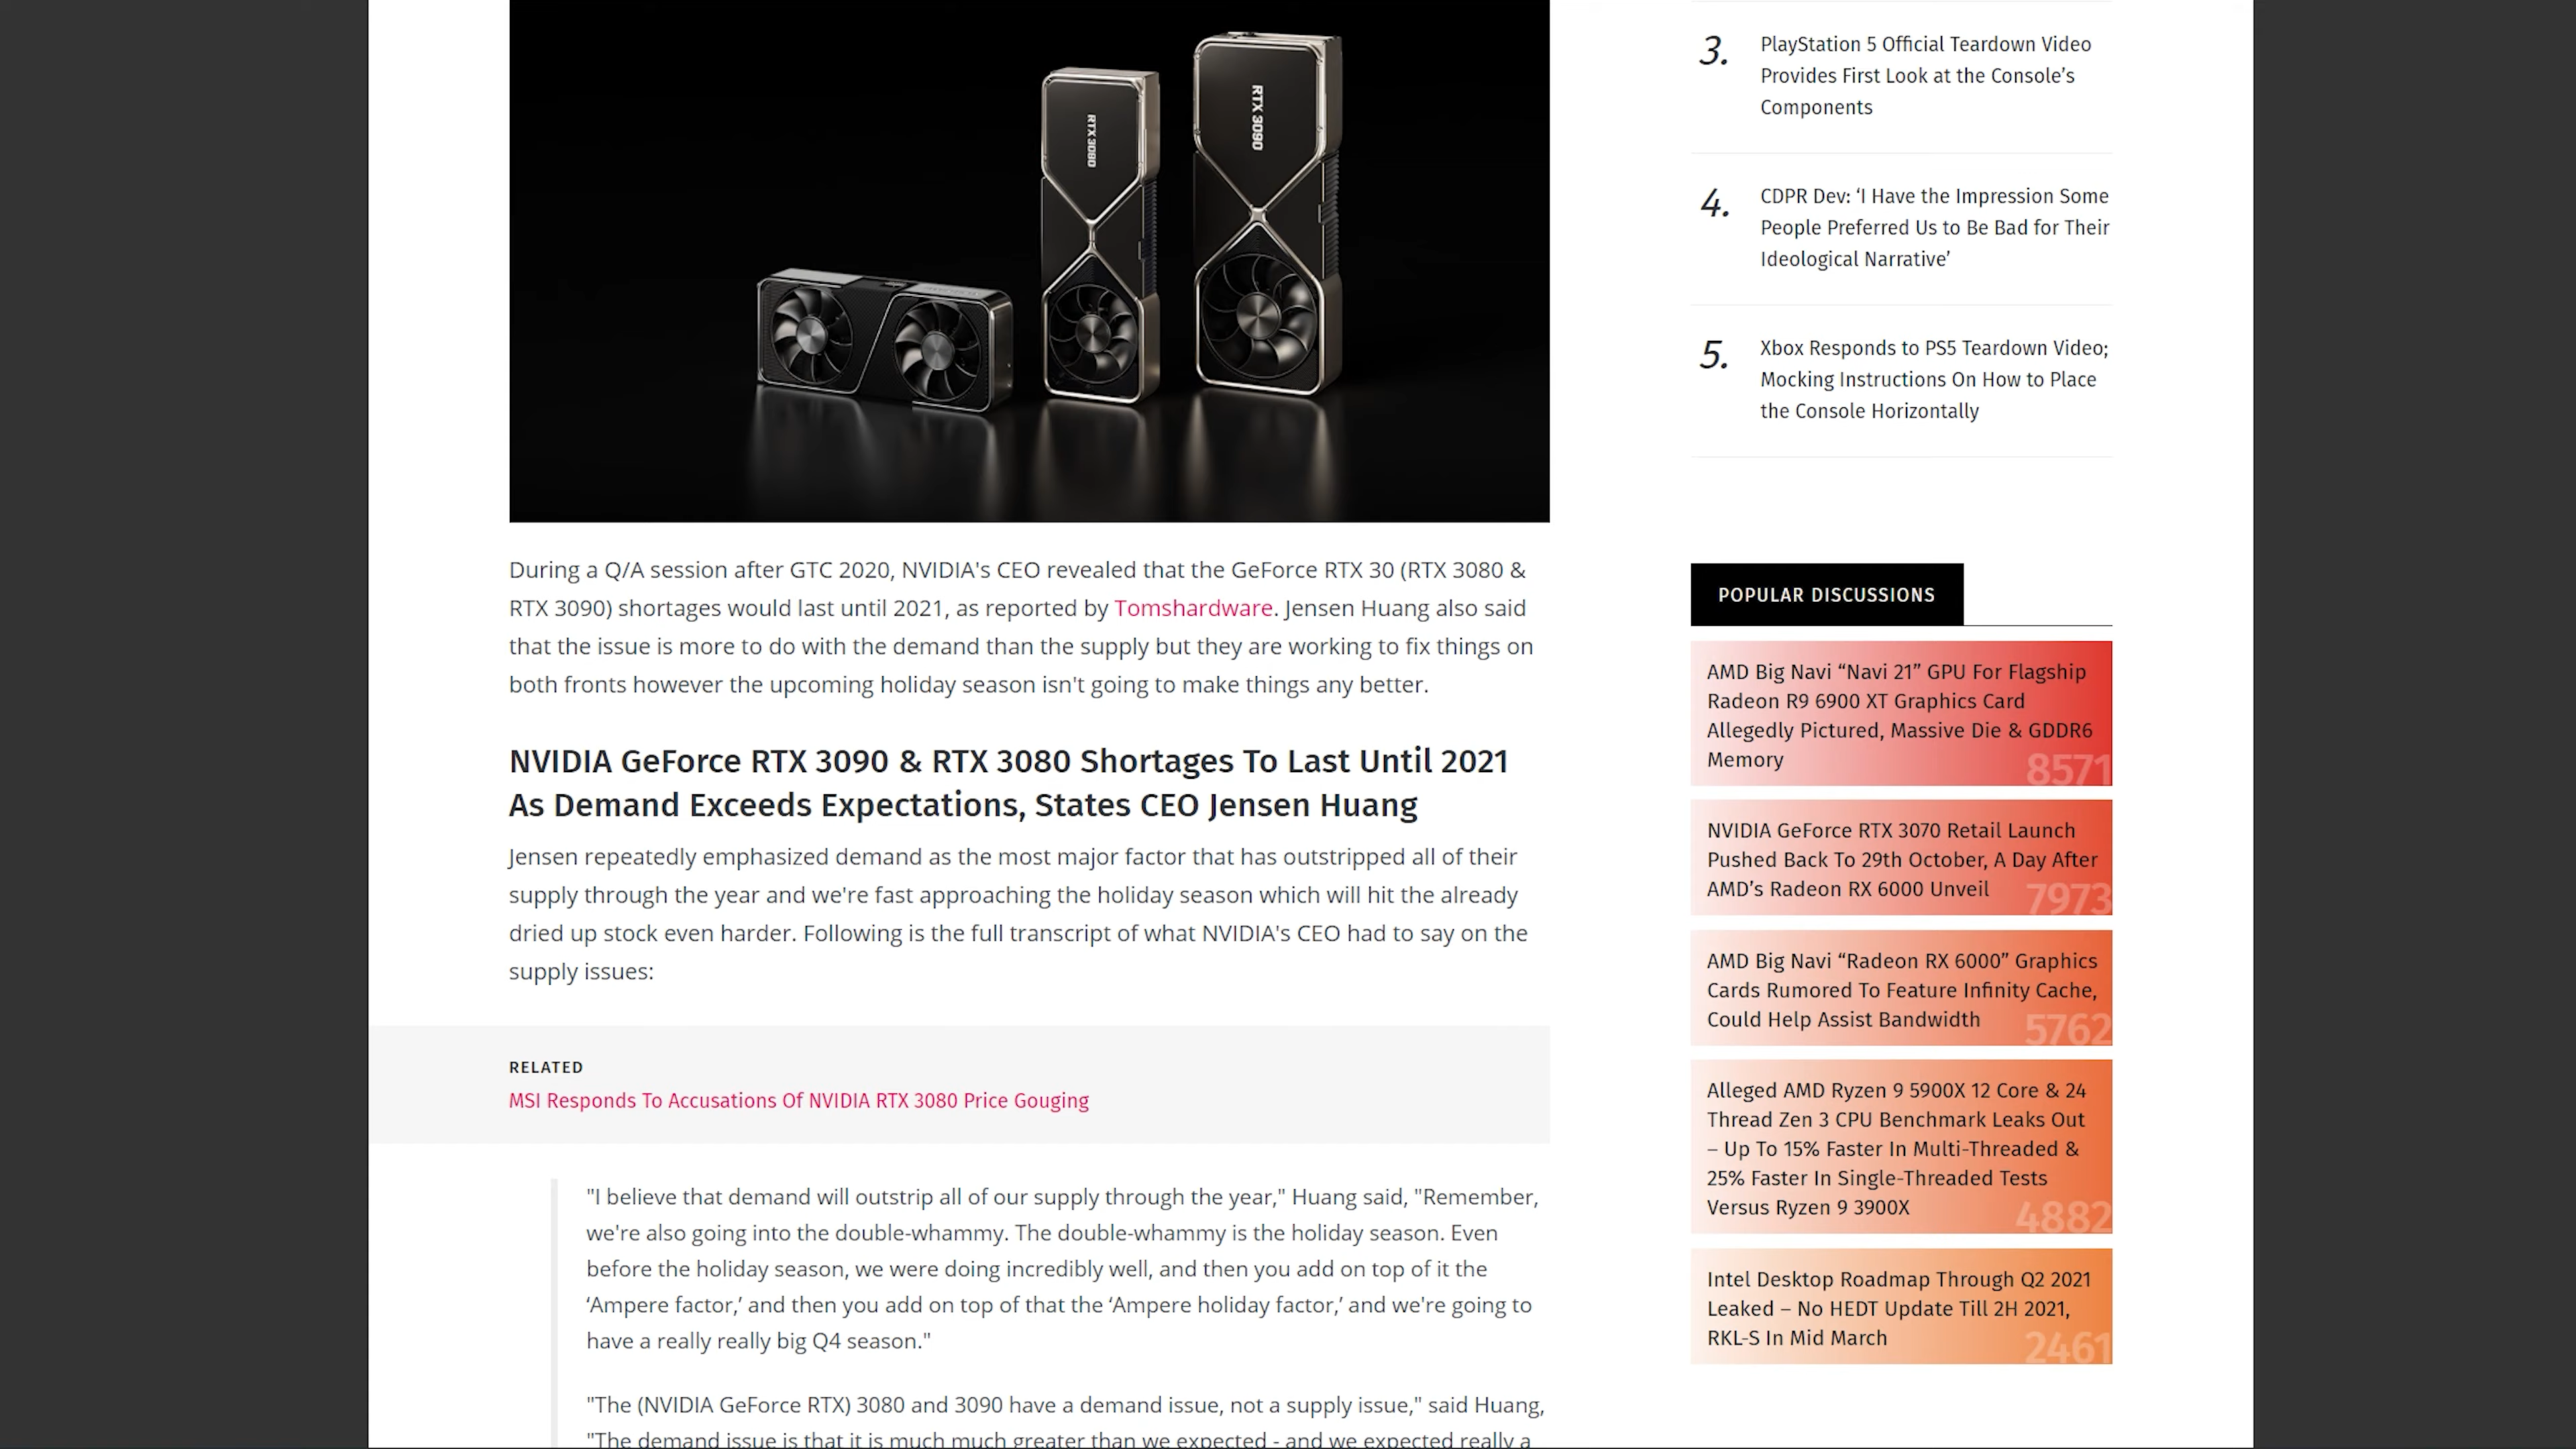 RTX 3080
RTX 3090
During a Q/A session after GTC 2020, NVIDIA's CEO revealed that the GeForce RTX 30 (RTX 3080 &
RTX 3090) shortages would last until 2021, as reported by Tomshardware. Jensen Huang also said
that the issue is more to do with the demand than the supply but they are working to fix things on
both fronts however the upcoming holiday season isn't going to make things any better.
NVIDIA GeForce RTX 3090 & RTX 3080 Shortages To Last Until 2021
As Demand Exceeds Expectations, States CEO Jensen Huang
Jensen repeatedly emphasized demand as the most major factor that has outstripped all of their
supply through the year and we're fast approaching the holiday season which will hit the already
dried up stock even harder. Following is the full transcript of what NVIDIA's CEO had to say on the
supply issues:
RELATED
MSI Responds To Accusations Of NVIDIA RTX 3080 Price Gouging
"I believe that demand will outstrip all of our supply through the year," Huang said, "Remember,
we're also going into the double-whammy. The double-whammy is the holiday season. Even
before the holiday season, we were doing incredibly well, and then you add on top of it the
‘Ampere factor,’ and then you add on top of that the ‘Ampere holiday factor,’ and we're going to
have a really really big Q4 season."
"The (NVIDIA GeForce RTX) 3080 and 3090 have a demand issue, not a supply issue," said Huang,
"The demand issue is that it is much much greater than we expected - and we expected really a
3. PlayStation 5 Official Teardown Video
Provides First Look at the Console’s
Components
4. CDPR Dev: ‘I Have the Impression Some
People Preferred Us to Be Bad for Their
Ideological Narrative’
5. Xbox Responds to PS5 Teardown Video;
Mocking Instructions On How to Place
the Console Horizontally
POPULAR DISCUSSIONS
AMD Big Navi “Navi 21” GPU For Flagship
Radeon R9 6900 XT Graphics Card
Allegedly Pictured, Massive Die & GDDR6
Memory
8571
NVIDIA GeForce RTX 3070 Retail Launch
Pushed Back To 29th October, A Day After
AMD’s Radeon RX 6000 Unveil
7973
AMD Big Navi “Radeon RX 6000” Graphics
Cards Rumored To Feature Infinity Cache,
Could Help Assist Bandwidth
5762
Alleged AMD Ryzen 9 5900X 12 Core & 24
Thread Zen 3 CPU Benchmark Leaks Out
– Up To 15% Faster In Multi-Threaded &
25% Faster In Single-Threaded Tests
Versus Ryzen 9 3900X
4882
Intel Desktop Roadmap Through Q2 2021
Leaked – No HEDT Update Till 2H 2021,
RKL-S In Mid March
2461